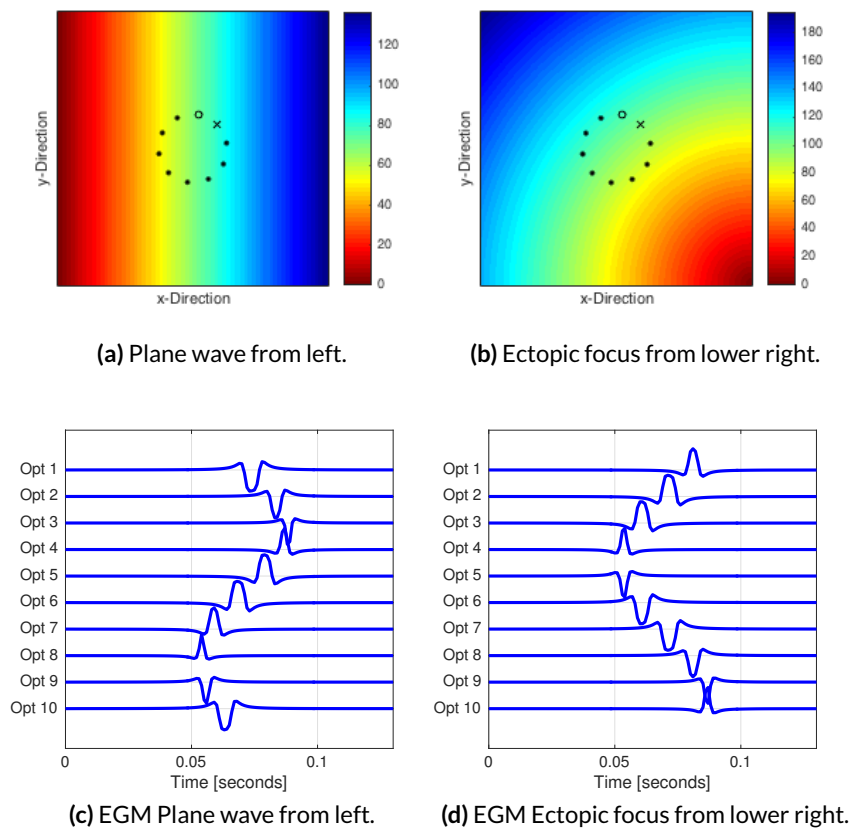 y-Direction
x-Direction
120
100
80
60
40
20
0
(a) Plane wave from left.
y-Direction
x-Direction
180
160
140
120
100
80
60
40
20
0
(b) Ectopic focus from lower right.
Opt 1
Opt 2
Opt 3
Opt 4
Opt 5
Opt 6
Opt 7
Opt 8
Opt 9
Opt 10
0 0.05 0.1
Time [seconds]
(c) EGM Plane wave from left.
Opt 1
Opt 2
Opt 3
Opt 4
Opt 5
Opt 6
Opt 7
Opt 8
Opt 9
Opt 10
0 0.05 0.1
Time [seconds]
(d) EGM Ectopic focus from lower right.